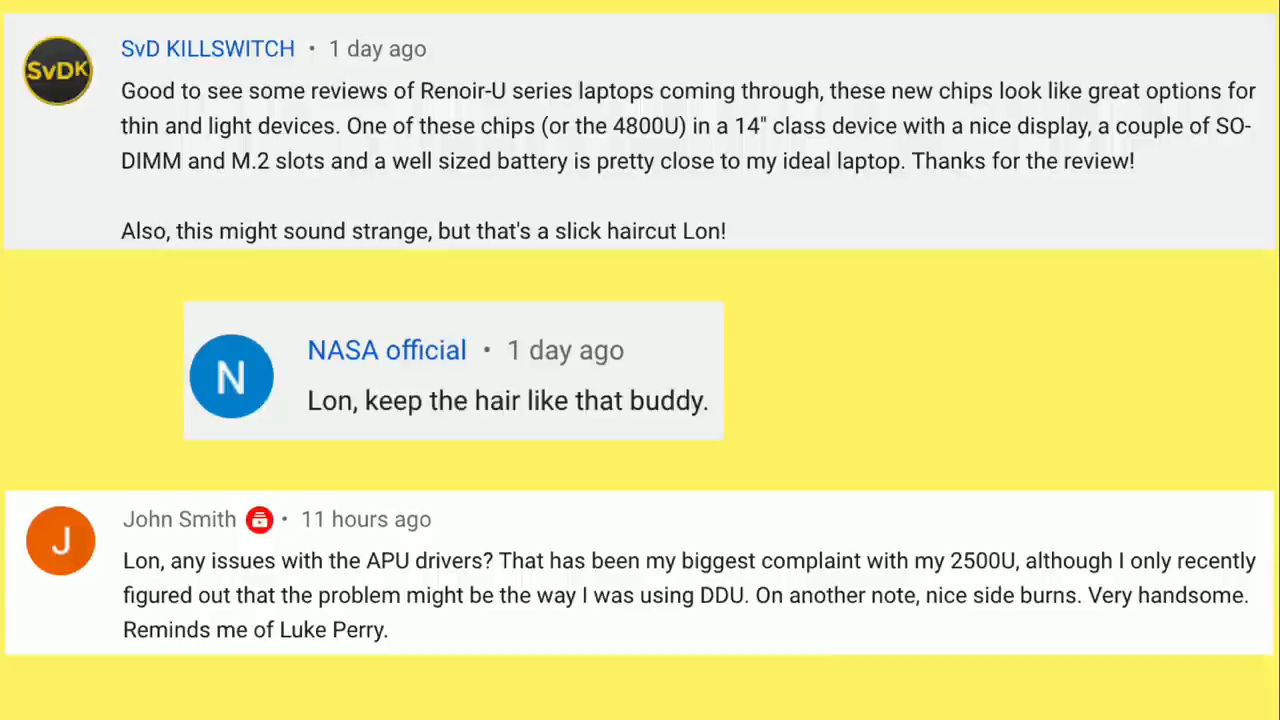 SvDK
SvD KILLSWITCH • 1 day ago
Good to see some reviews of Renoir-U series laptops coming through, these new chips look like great options for
thin and light devices. One of these chips (or the 4800U) in a 14" class device with a nice display, a couple of SO-
DIMM and M.2 slots and a well sized battery is pretty close to my ideal laptop. Thanks for the review!
Also, this might sound strange, but that's a slick haircut Lon!
N
NASA official • 1 day ago
Lon, keep the hair like that buddy.
J
John Smith • 11 hours ago
Lon, any issues with the APU drivers? That has been my biggest complaint with my 2500U, although I only recently
figured out that the problem might be the way I was using DDU. On another note, nice side burns. Very handsome.
Reminds me of Luke Perry.